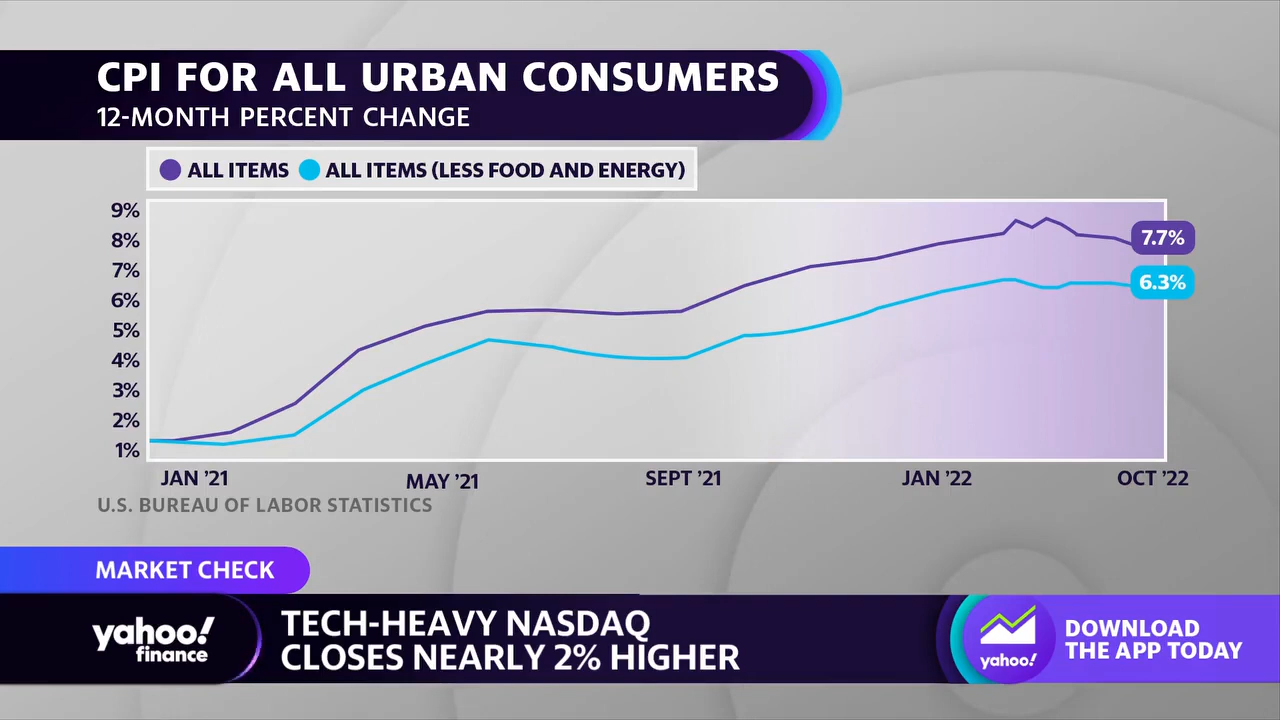 CPI FOR ALL URBAN CONSUMERS
12-MONTH PERCENT CHANGE
ALL ITEMS ALL ITEMS (LESS FOOD AND ENERGY)
9%
8%
7%
6%
5%
4%
3%
2%
1%
7.7%
6.3%
JAN ’21 MAY ’21 SEPT ’21 JAN ’22 OCT ’22
U.S. BUREAU OF LABOR STATISTICS
MARKET CHECK
yahoo!
finance
TECH-HEAVY NASDAQ
CLOSES NEARLY 2% HIGHER
yahoo!
DOWNLOAD
THE APP TODAY